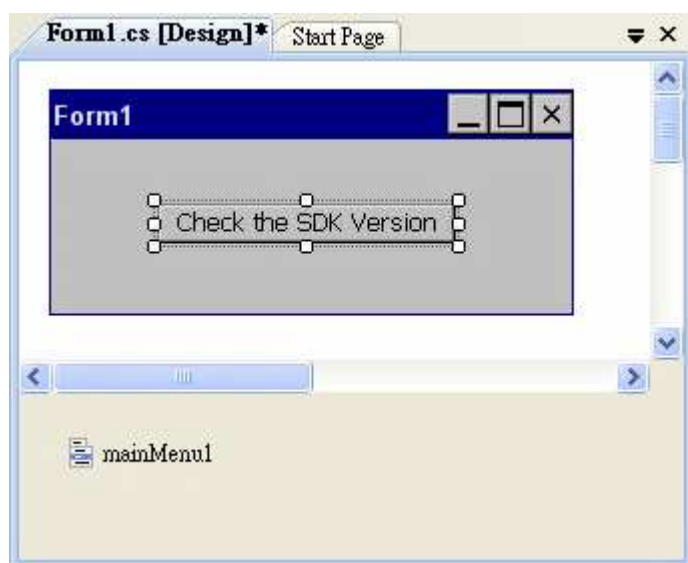 Form1.cs [Design]* Start Page
Form1
Check the SDK Version
mainMenu1